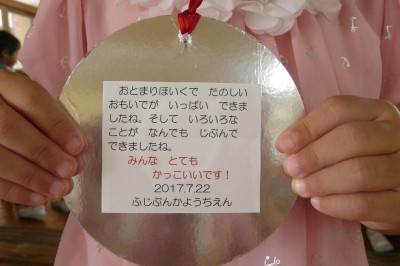 おとまりほいくで　たのしい
おもいでが　いっぱい　できま
したね。そして　いろいろな
ことが　なんでも　じぶんで
できましたね。
みんな　とても
かっこいいです！
2017.7.22
ふじぶんかようちえん